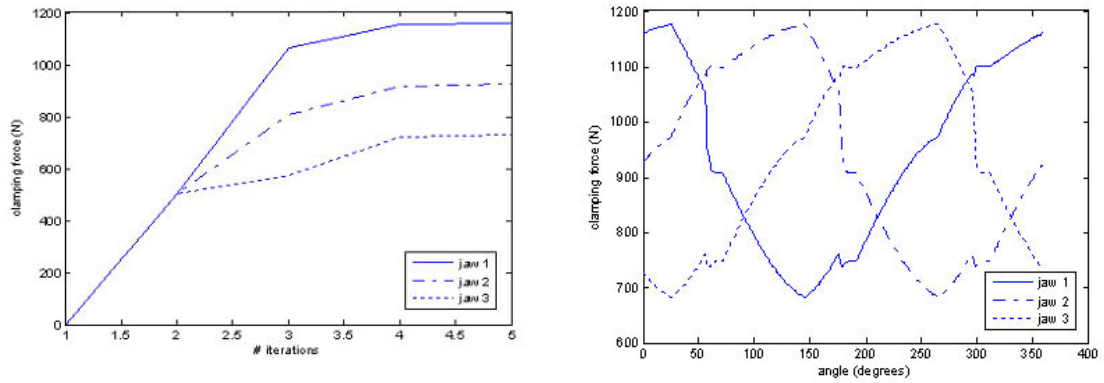 1200
1000
800
600
400
200
0
clamping force (N)
jaw 1
jaw 2
jaw 3
1 1.5 2 2.5 3 3.5 4 4.5 5
# iterations
1200
1100
1000
900
800
700
600
clamping force (N)
jaw 1
jaw 2
jaw 3
0 50 100 150 200 250 300 350 400
angle (degrees)